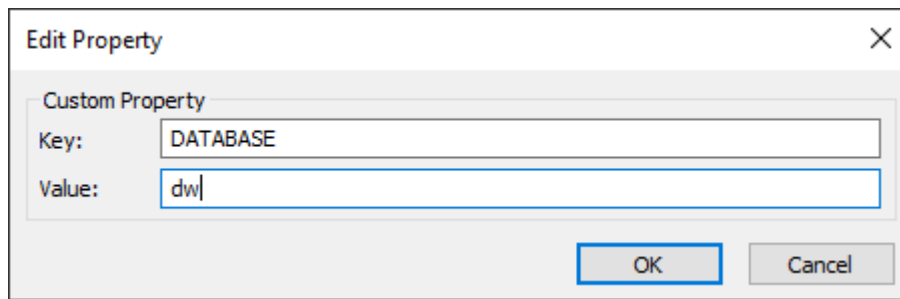 Edit Property
Custom Property
Key: DATABASE
Value: dw
OK Cancel